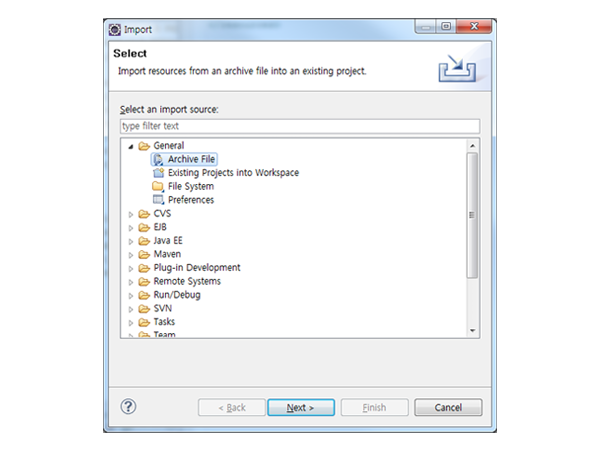 Import
Select
Import resources from an archive file into an existing project.
Select an import source:
type filter text
General
Archive File
Existing Projects into Workspace
File System
Preferences
CVS
EJB
Java EE
Maven
Plug-in Development
Remote Systems
Run/Debug
SVN
Tasks
Team
< Back
Next >
Finish
Cancel